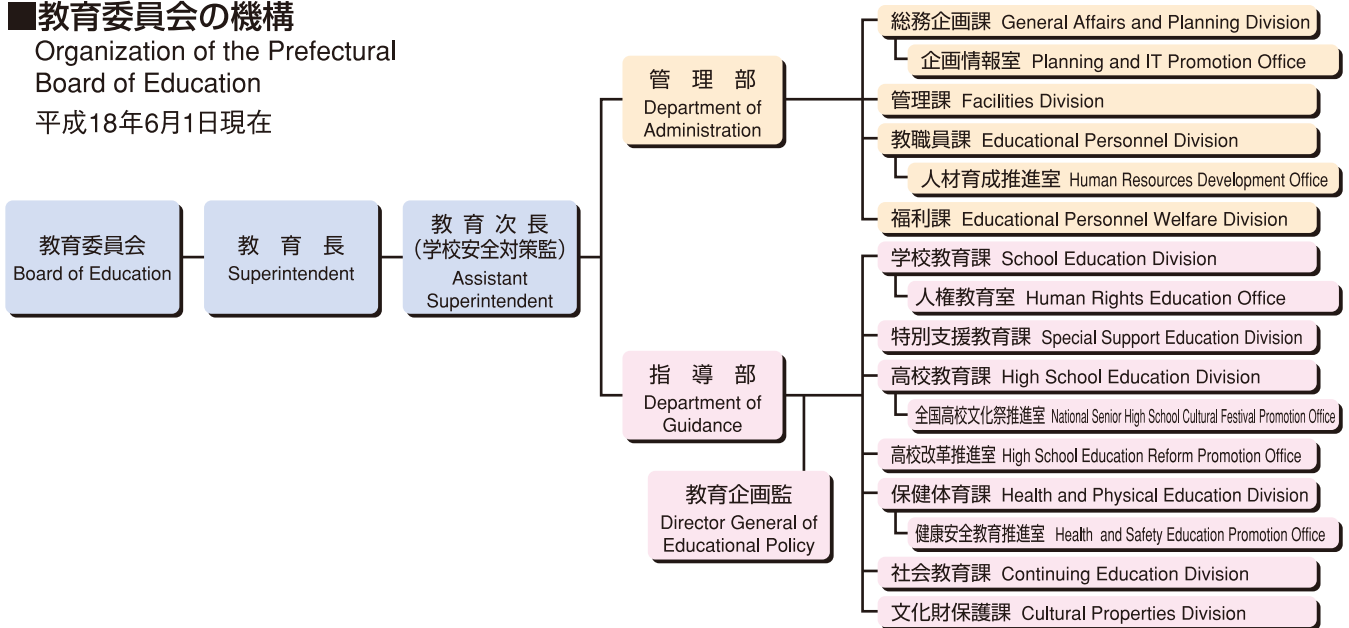 ■教育委員会の機構
Organization of the Prefectural
Board of Education
平成18年6月1日現在
教育委員会
Board of Education
教育長
Superintendent
教育次長
（学校安全対策監）
Assistant
Superintendent
管理部
Department of
Administration
総務企画課 General Affairs and Planning Division
企画情報室 Planning and IT Promotion Office
管理課 Facilities Division
教職員課 Educational Personnel Division
人材育成推進室 Human Resources Development Office
福利課 Educational Personnel Welfare Division
指導部
Department of
Guidance
教育企画監
Director General of
Educational Policy
学校教育課 School Education Division
人権教育室 Human Rights Education Office
特別支援教育課 Special Support Education Division
高校教育課 High School Education Division
全国高校文化祭推進室 National Senior High School Cultural Festival Promotion Office
高校改革推進室 High School Education Reform Promotion Office
保健体育課 Health and Physical Education Division
健康安全教育推進室 Health and Safety Education Promotion Office
社会教育課 Continuing Education Division
文化財保護課 Cultural Properties Division